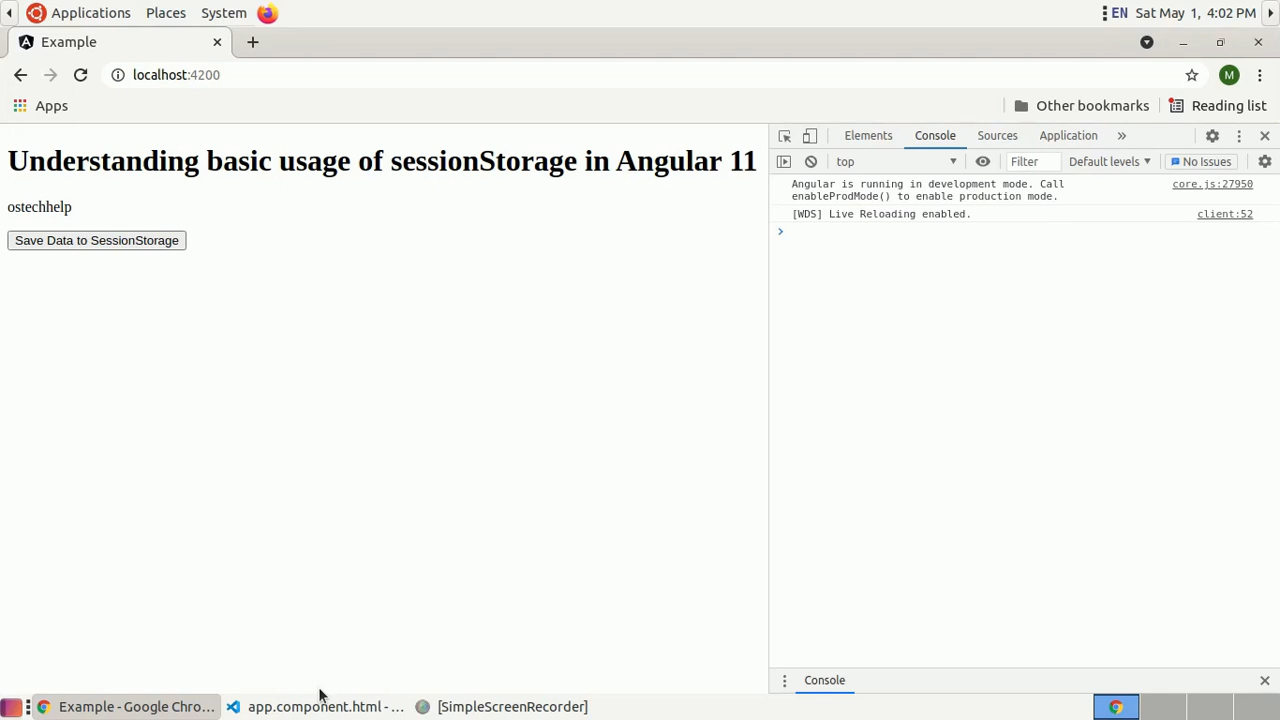 Applications Places System EN Sat May 1, 4:02 PM
Example
localhost:4200 M
Apps Other bookmarks Reading list
Understanding basic usage of sessionStorage in Angular 11
ostechhelp
Save Data to SessionStorage
Elements Console Sources Application »
top Filter Default levels No Issues
Angular is running in development mode. Call core.js:27950
enableProdMode() to enable production mode.
[WDS] Live Reloading enabled. client:52
Console
Example - Google Chro... app.component.html - ... [SimpleScreenRecorder]